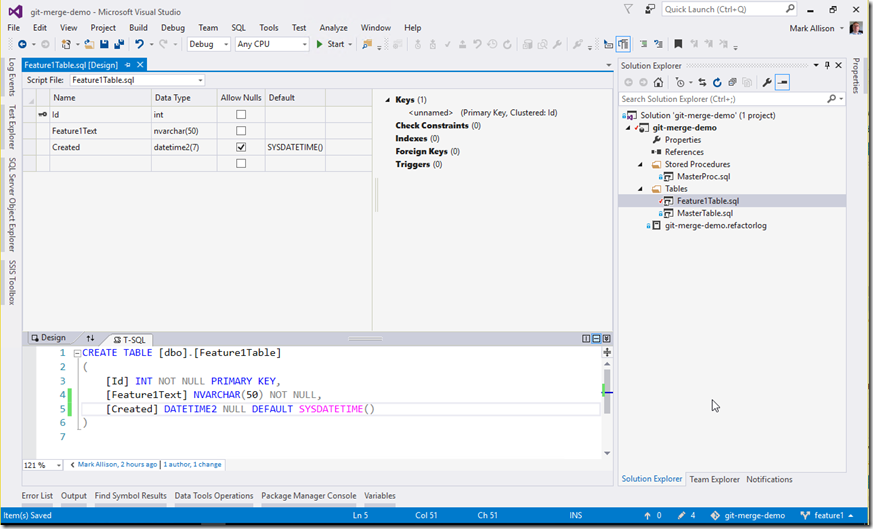 git-merge-demo - Microsoft Visual Studio
Quick Launch (Ctrl+Q)
File Edit View Project Build Debug Team SQL Tools Test Analyze Window Help
Mark Allison
Debug Any CPU Start
Log Events
Test Explorer
SQL Server Object Explorer
SSIS Toolbox
Feature1Table.sql [Design]
Script File: Feature1Table.sql
Name Data Type Allow Nulls Default
Id int
Feature1Text nvarchar(50)
Created datetime2(7) SYSDATETIME()
Keys (1)
<unnamed> (Primary Key, Clustered: Id)
Check Constraints (0)
Indexes (0)
Foreign Keys (0)
Triggers (0)
Design T-SQL
1 CREATE TABLE [dbo].[Feature1Table]
2 (
3 [Id] INT NOT NULL PRIMARY KEY,
4 [Feature1Text] NVARCHAR(50) NOT NULL,
5 [Created] DATETIME2 NULL DEFAULT SYSDATETIME()
6 )
7
121 % Mark Allison, 2 hours ago | 1 author, 1 change
Solution Explorer
Search Solution Explorer (Ctrl+;)
Solution 'git-merge-demo' (1 project)
git-merge-demo
Properties
References
Stored Procedures
MasterProc.sql
Tables
Feature1Table.sql
MasterTable.sql
git-merge-demo.refactorlog
Solution Explorer Team Explorer Notifications
Properties
Error List Output Find Symbol Results Data Tools Operations Package Manager Console Variables
Item(s) Saved Ln 5 Col 51 Ch 51 INS 0 4 git-merge-demo feature1